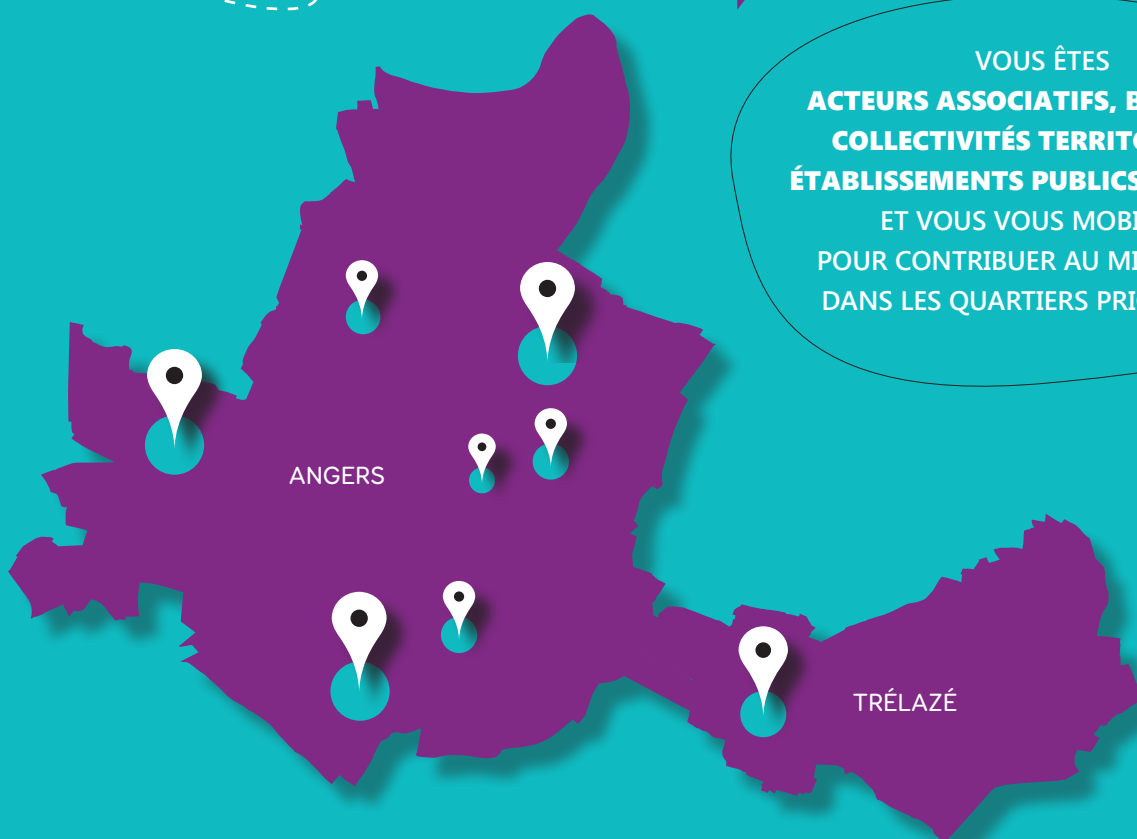 VOUS ÊTES
ACTEURS ASSOCIATIFS,
COLLECTIVITÉS
ÉTABLISSEMENTS PUBLICS
ET VOUS VOUS
POUR CONTRIBUER AU
DANS LES QUARTIERS
ANGERS
TRÉLAZÉ